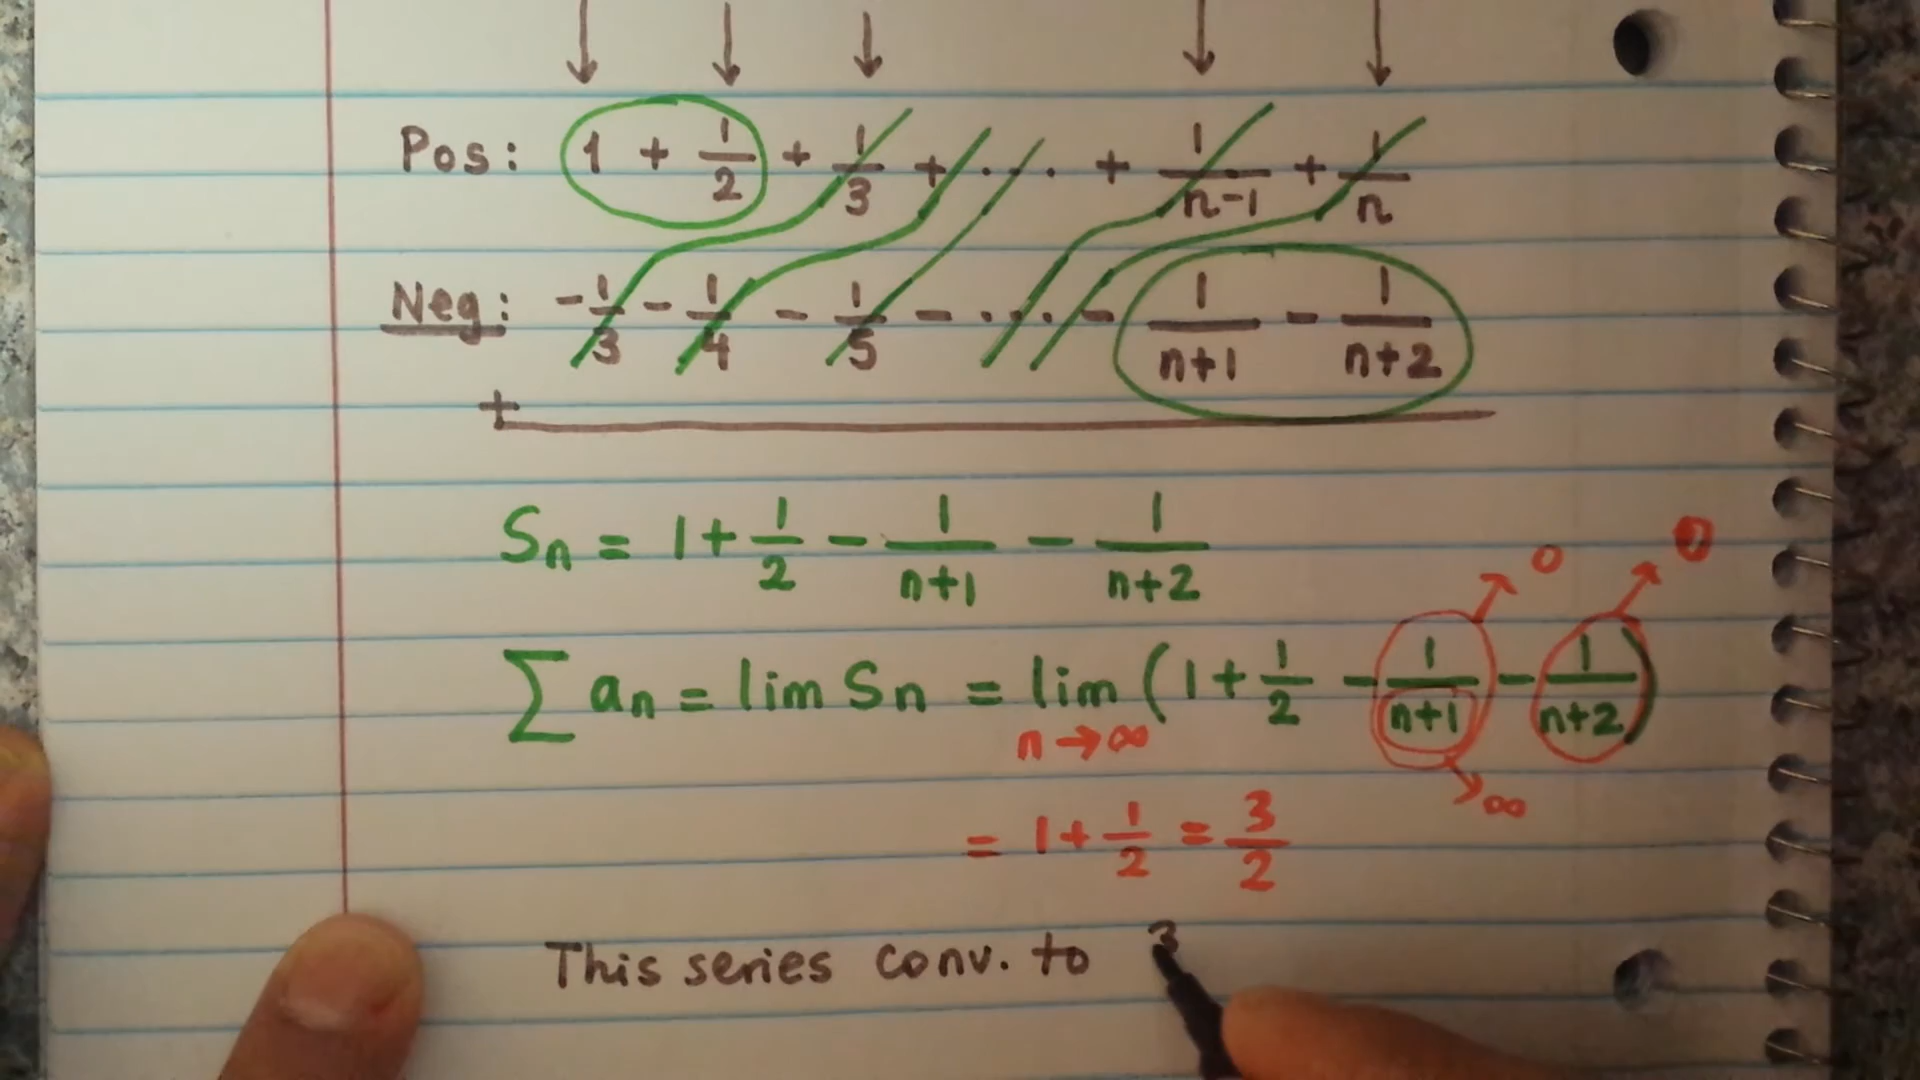 Pos: 1 + 1/2 + 1/3 + ..... + 1/n-1 + 1/n
Neg: -1/3 - 1/4 - 1/5 - ..... - 1/n+1 - 1/n+2
+
Sn = 1 + 1/2 - 1/n+1 - 1/n+2
0 0
∑ an = lim Sn = lim n→∞ (1 + 1/2 - 1/n+1 - 1/n+2)
∞
= 1 + 1/2 = 3/2
This series conv. to 3